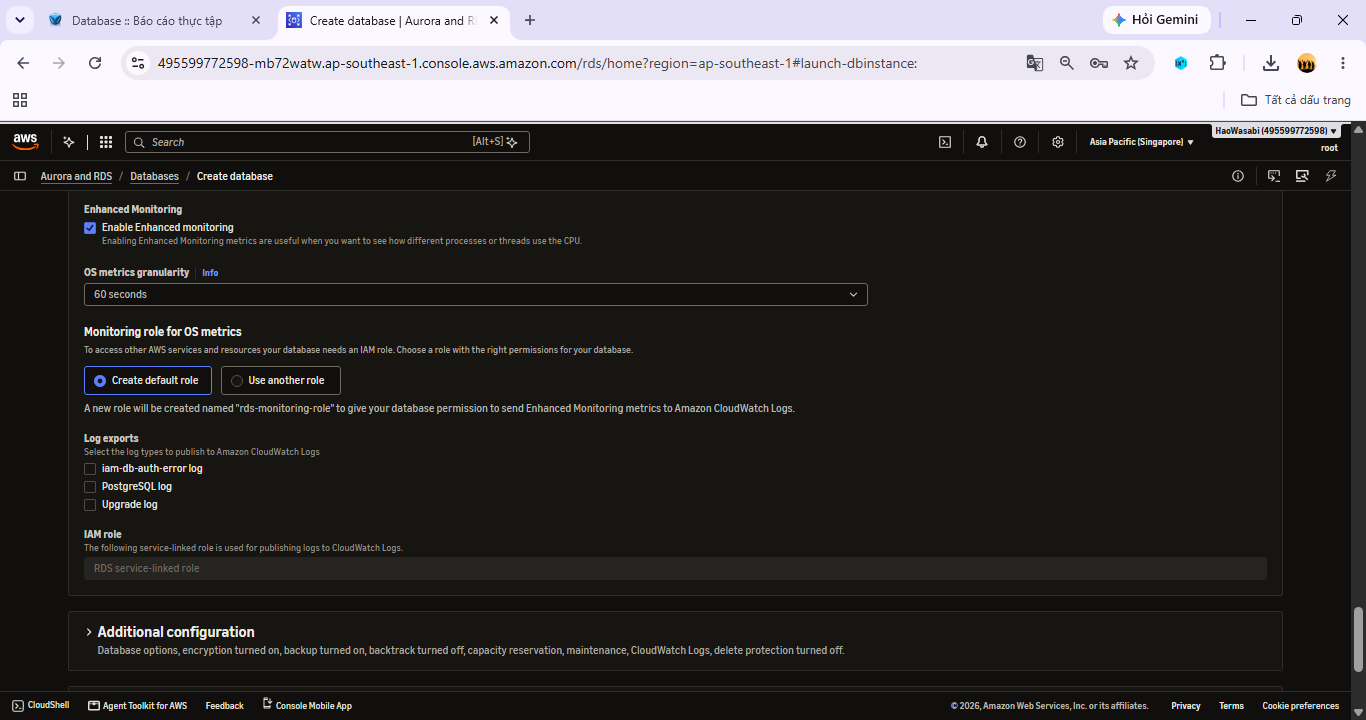 Database :: Báo cáo thực tập
Create database | Aurora and R
Hỏi Gemini
495599772598-mb72watw.ap-southeast-1.console.aws.amazon.com/rds/home?region=ap-southeast-1#launch-dbinstance:
Tất cả dấu trang
aws
Search [Alt+S]
Asia Pacific (Singapore) ▼
HaoWasabi (495599772598) ▼
root
Aurora and RDS / Databases / Create database
Enhanced Monitoring
Enable Enhanced monitoring
Enabling Enhanced Monitoring metrics are useful when you want to see how different processes or threads use the CPU.
OS metrics granularity Info
60 seconds
Monitoring role for OS metrics
To access other AWS services and resources your database needs an IAM role. Choose a role with the right permissions for your database.
Create default role
Use another role
A new role will be created named "rds-monitoring-role" to give your database permission to send Enhanced Monitoring metrics to Amazon CloudWatch Logs.
Log exports
Select the log types to publish to Amazon CloudWatch Logs
iam-db-auth-error log
PostgreSQL log
Upgrade log
IAM role
The following service-linked role is used for publishing logs to CloudWatch Logs.
RDS service-linked role
Additional configuration
Database options, encryption turned on, backup turned on, backtrack turned off, capacity reservation, maintenance, CloudWatch Logs, delete protection turned off.
CloudShell
Agent Toolkit for AWS
Feedback
Console Mobile App
© 2026, Amazon Web Services, Inc. or its affiliates.
Privacy
Terms
Cookie preferences